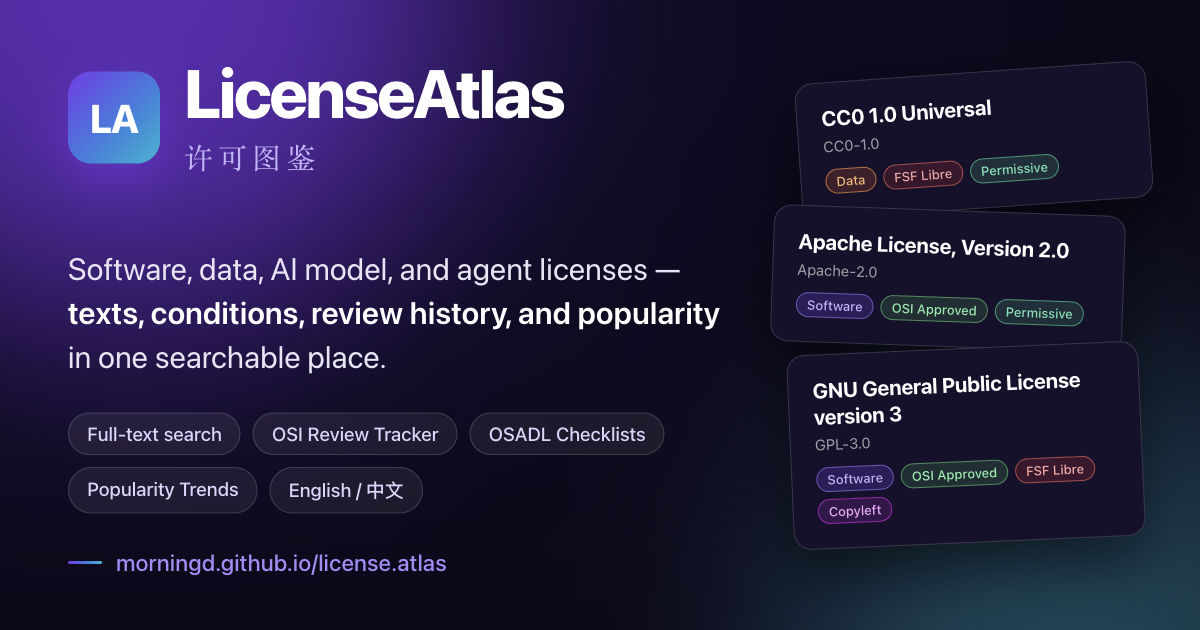 LA
LicenseAtlas
许可图鉴
Software, data, AI model, and agent licenses —
texts, conditions, review history, and popularity
in one searchable place.
Full-text search
OSI Review Tracker
OSADL Checklists
Popularity Trends
English / 中文
morningd.github.io/license.atlas
CC0 1.0 Universal
CC0-1.0
Data
FSF Libre
Permissive
Apache License, Version 2.0
Apache-2.0
Software
OSI Approved
Permissive
GNU General Public License
version 3
GPL-3.0
Software
OSI Approved
FSF Libre
Copyleft